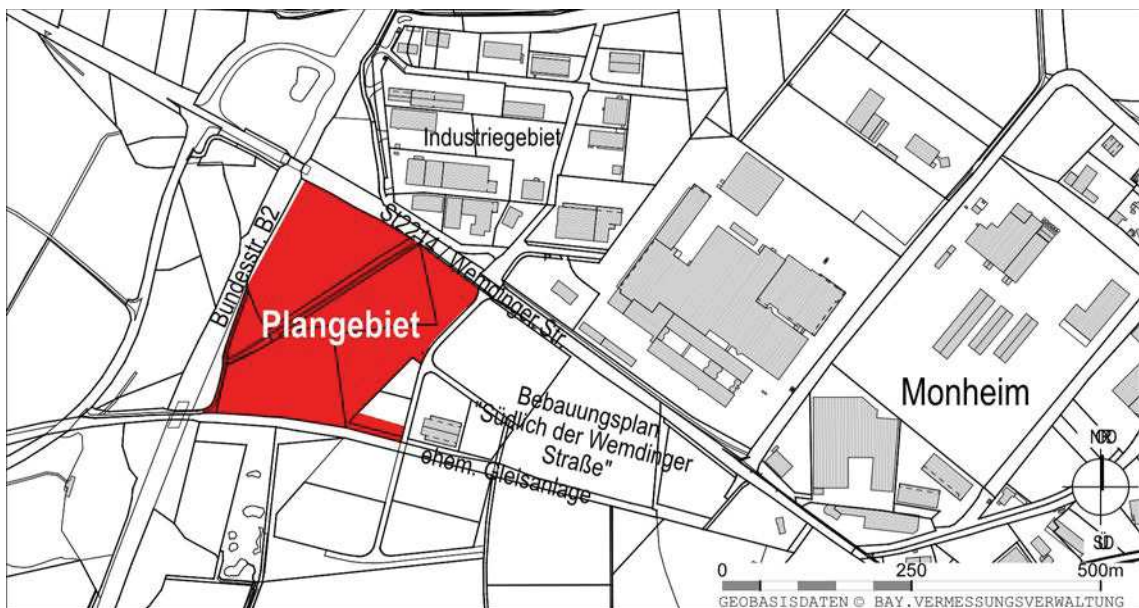 Industriegebiet
Bundesstr. B2
St2214 / Wemdinger Str.
Plangebiet
Monheim
Bebauungsplan
"Südlich der Wemdinger
Straße"
ehem. Gleisanlage
NORD
SÜD
0 250 500m
GEOBASISDATEN © BAY.VERMESSUNGSVERWALTUNG